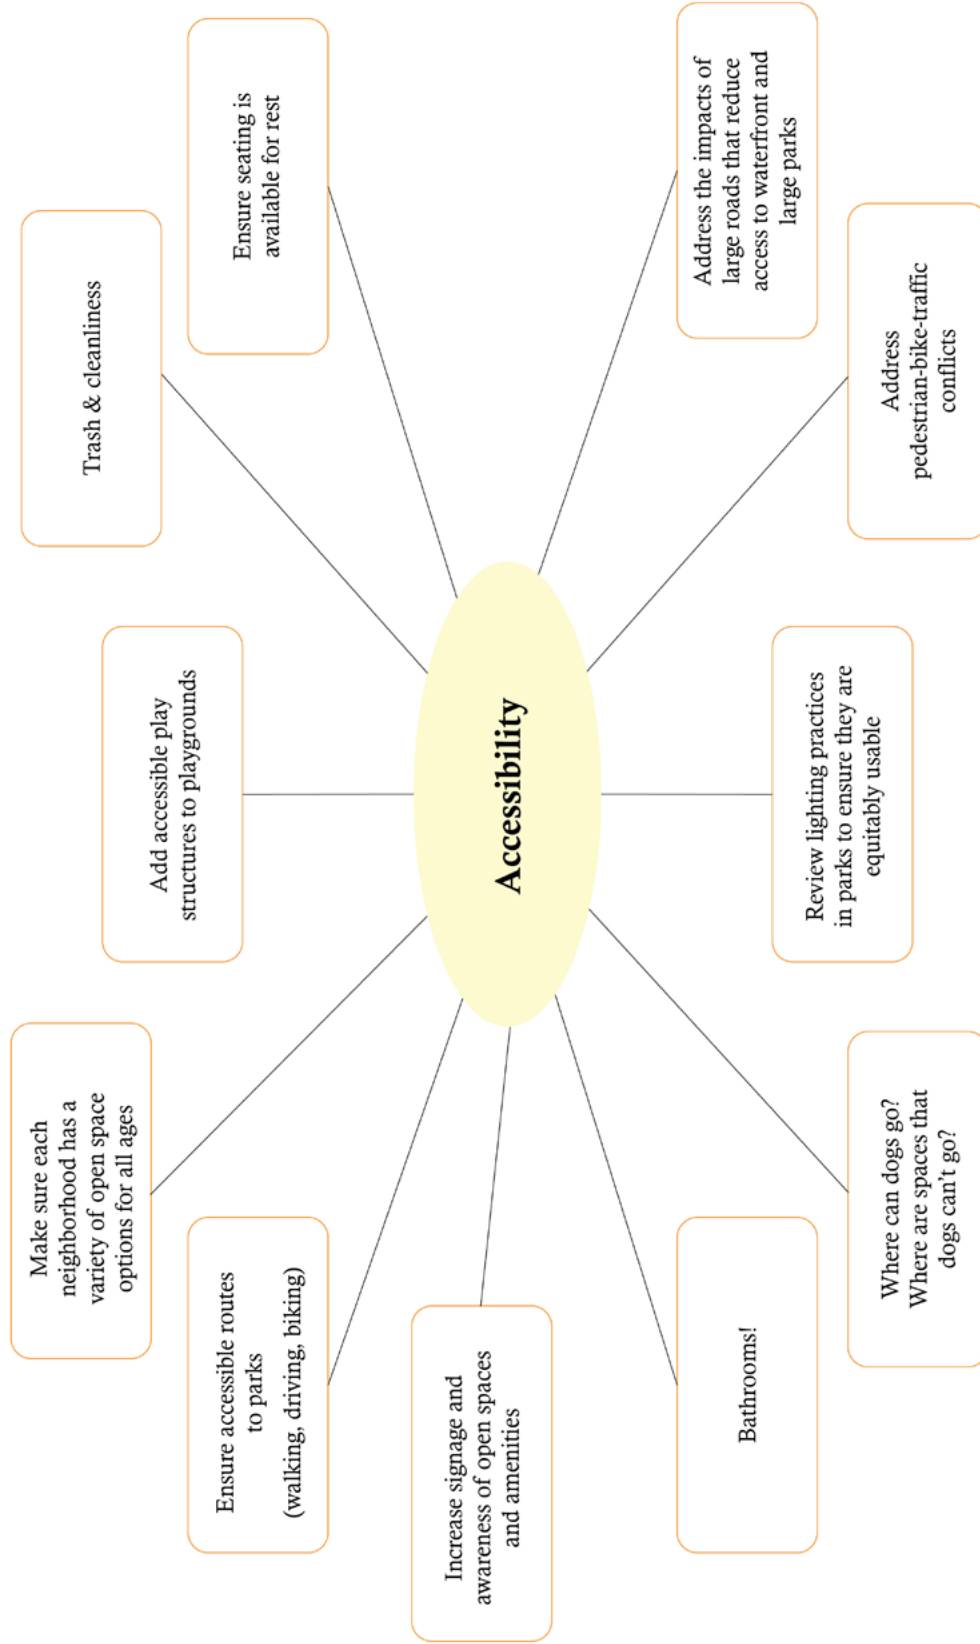 Make sure each
neighborhood has a
variety of open space
options for all ages
Add accessible play
structures to playgrounds
Trash & cleanliness
Ensure accessible routes
to parks
(walking, driving, biking)
Ensure seating is
available for rest
Increase signage and
awareness of open spaces
and amenities
Accessibility
Bathrooms!
Address the impacts of
large roads that reduce
access to waterfront and
large parks
Where can dogs go?
Where are spaces that
dogs can't go?
Review lighting practices
in parks to ensure they are
equitably usable
Address
pedestrian-bike-traffic
conflicts